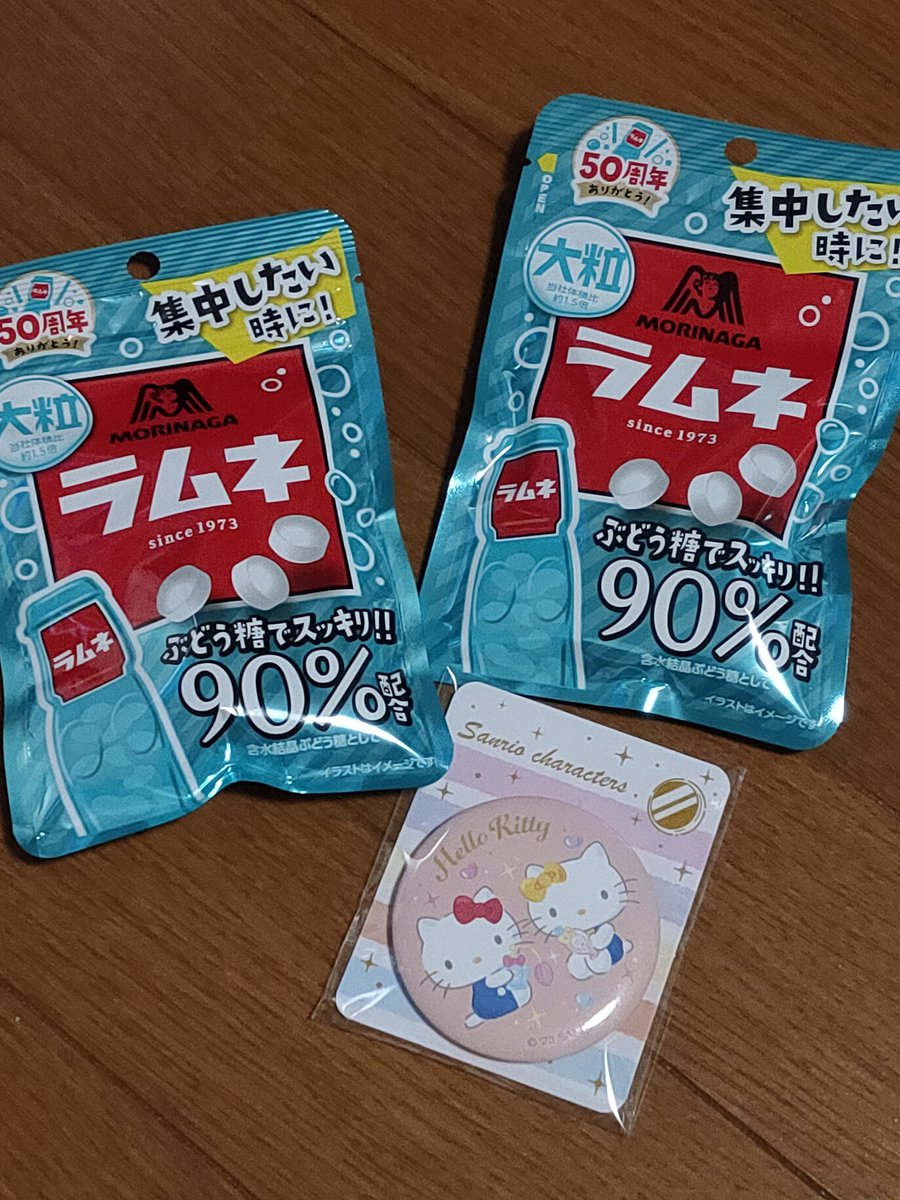 50周年
ありがとう!
集中したい
時に!
大粒
当社体積比
約1.5倍
MORINAGA
ラムネ
since 1973
ラムネ
ぶどう糖でスッキリ!!
90%配合
含水結晶ぶどう糖として
イラストはイメージです
OPEN
ラムネ
50周年
ありがとう!
集中したい
時に!
大粒
当社体積比
約1.5倍
MORINAGA
ラムネ
since 1973
ラムネ
ぶどう糖でスッキリ!!
90%配合
含水結晶ぶどう糖として
イラストはイメージです
Sanrio characters
Hello Kitty